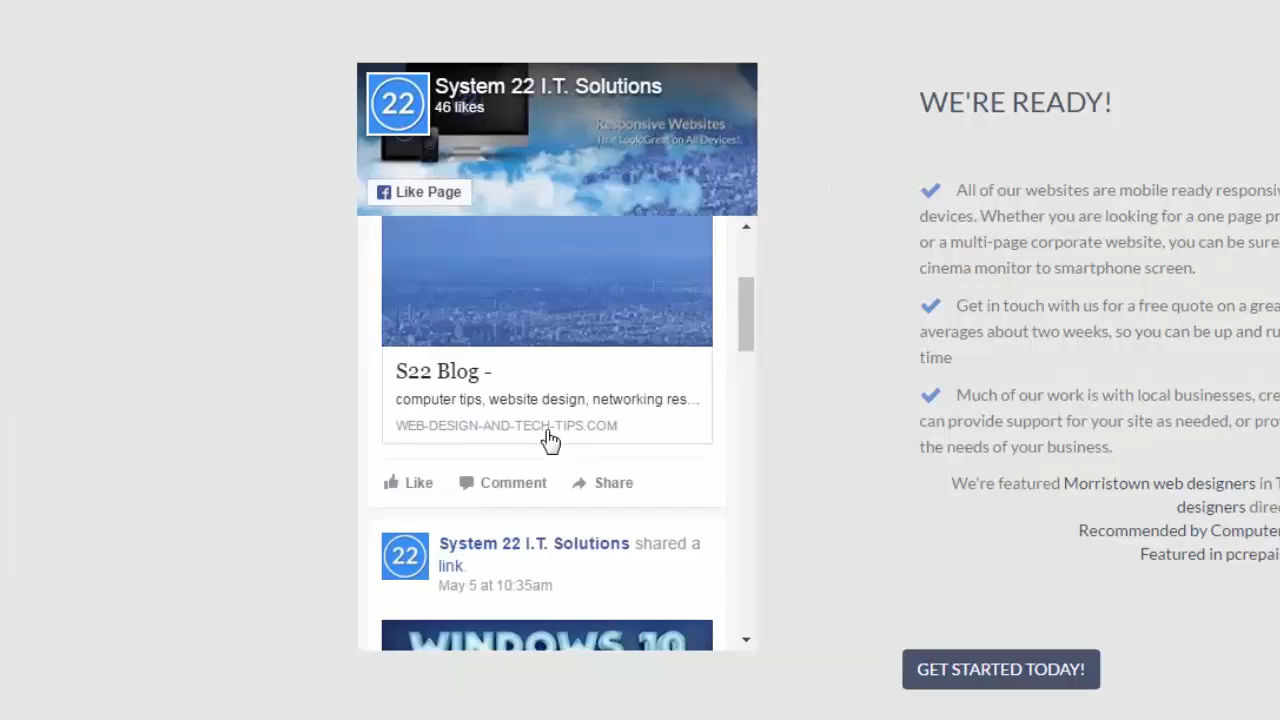 22
System 22 I.T. Solutions
46 likes
Responsive Websites
That Look Great on All Devices!
Like Page
S22 Blog -
computer tips, website design, networking res...
WEB-DESIGN-AND-TECH-TIPS.COM
Like
Comment
Share
22
System 22 I.T. Solutions shared a
link.
May 5 at 10:35am
WINDOWS 10
WE'RE READY!
All of our websites are mobile ready responsiv
devices. Whether you are looking for a one page pr
or a multi-page corporate website, you can be sure
cinema monitor to smartphone screen.
Get in touch with us for a free quote on a grea
averages about two weeks, so you can be up and ru
time
Much of our work is with local businesses, cre
can provide support for your site as needed, or pro
the needs of your business.
We're featured Morristown web designers in T
designers dire
Recommended by Compute
Featured in pcrepai
GET STARTED TODAY!